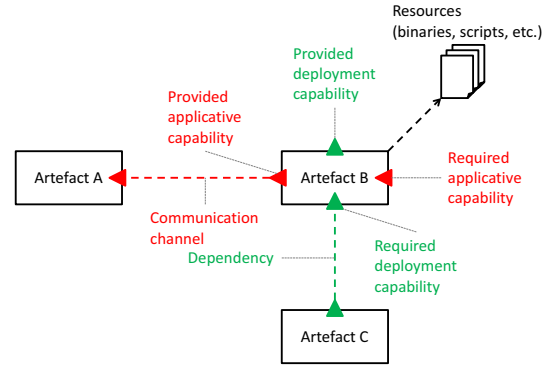 Resources
(binaries, scripts, etc.)
Provided
deployment
capability
Provided
applicative
capability
Artefact A
Artefact B
Required
applicative
capability
Communication
channel
Dependency
Required
deployment
capability
Artefact C